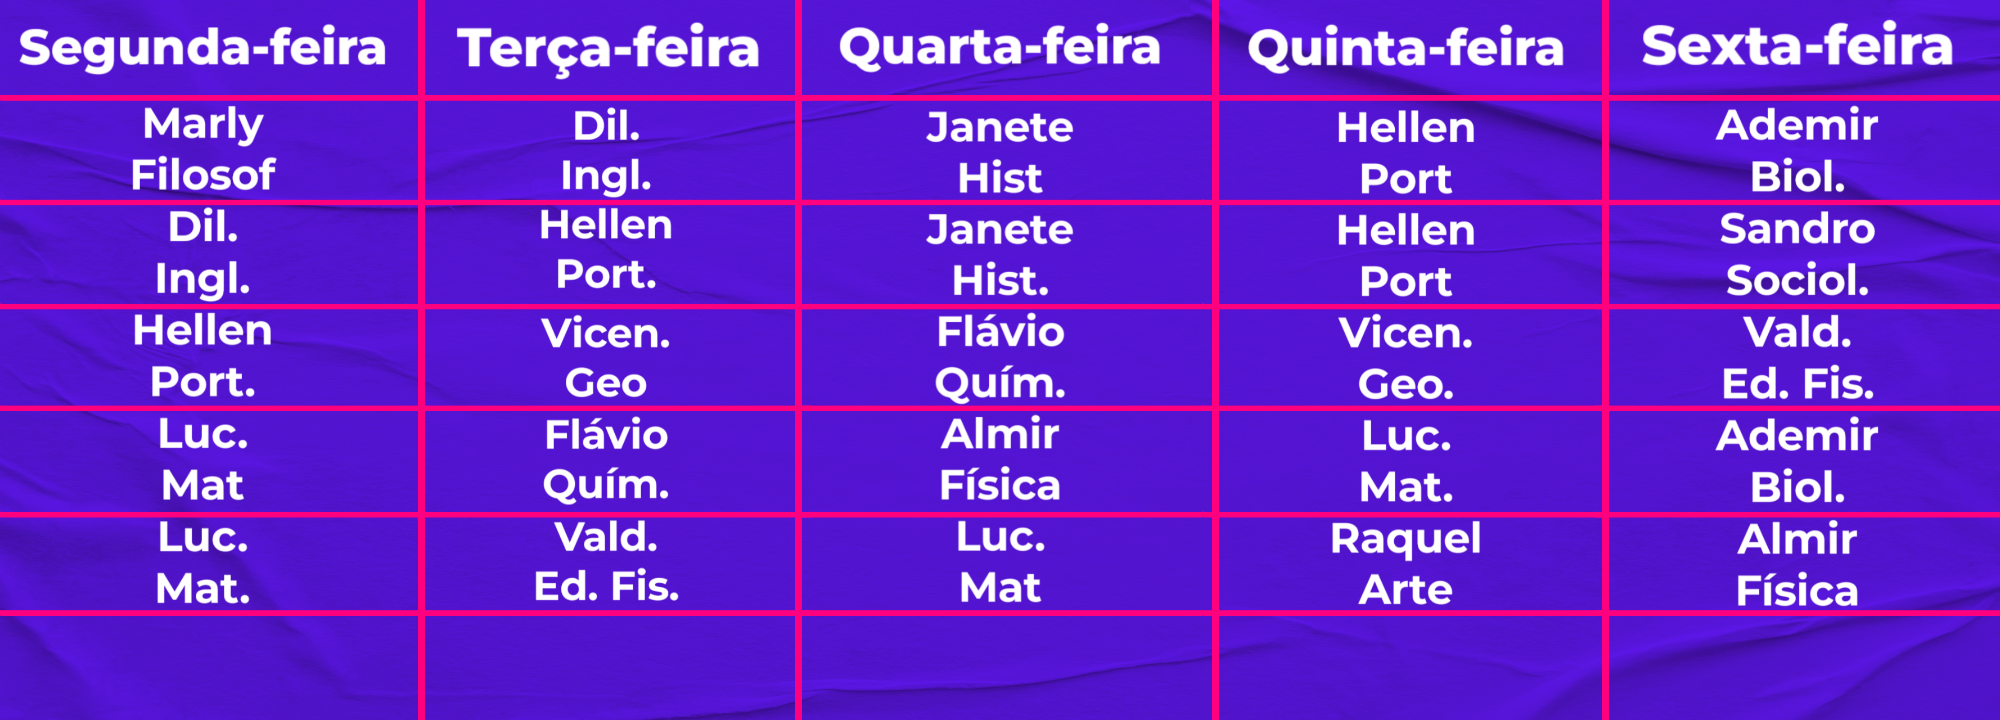 Segunda-feira Terça-feira Quarta-feira Quinta-feira Sexta-feira
Marly Dil. Janete Hellen Ademir
Filosof Ingl. Hist Port Biol.
Dil. Hellen Janete Hellen Sandro
Ingl. Port. Hist. Port Sociol.
Hellen Vicen. Flávio Vicen. Vald.
Port. Geo Quím. Geo. Ed. Fis.
Luc. Flávio Almir Luc. Ademir
Mat Quím. Física Mat. Biol.
Luc. Vald. Luc. Raquel Almir
Mat. Ed. Fis. Mat Arte Física